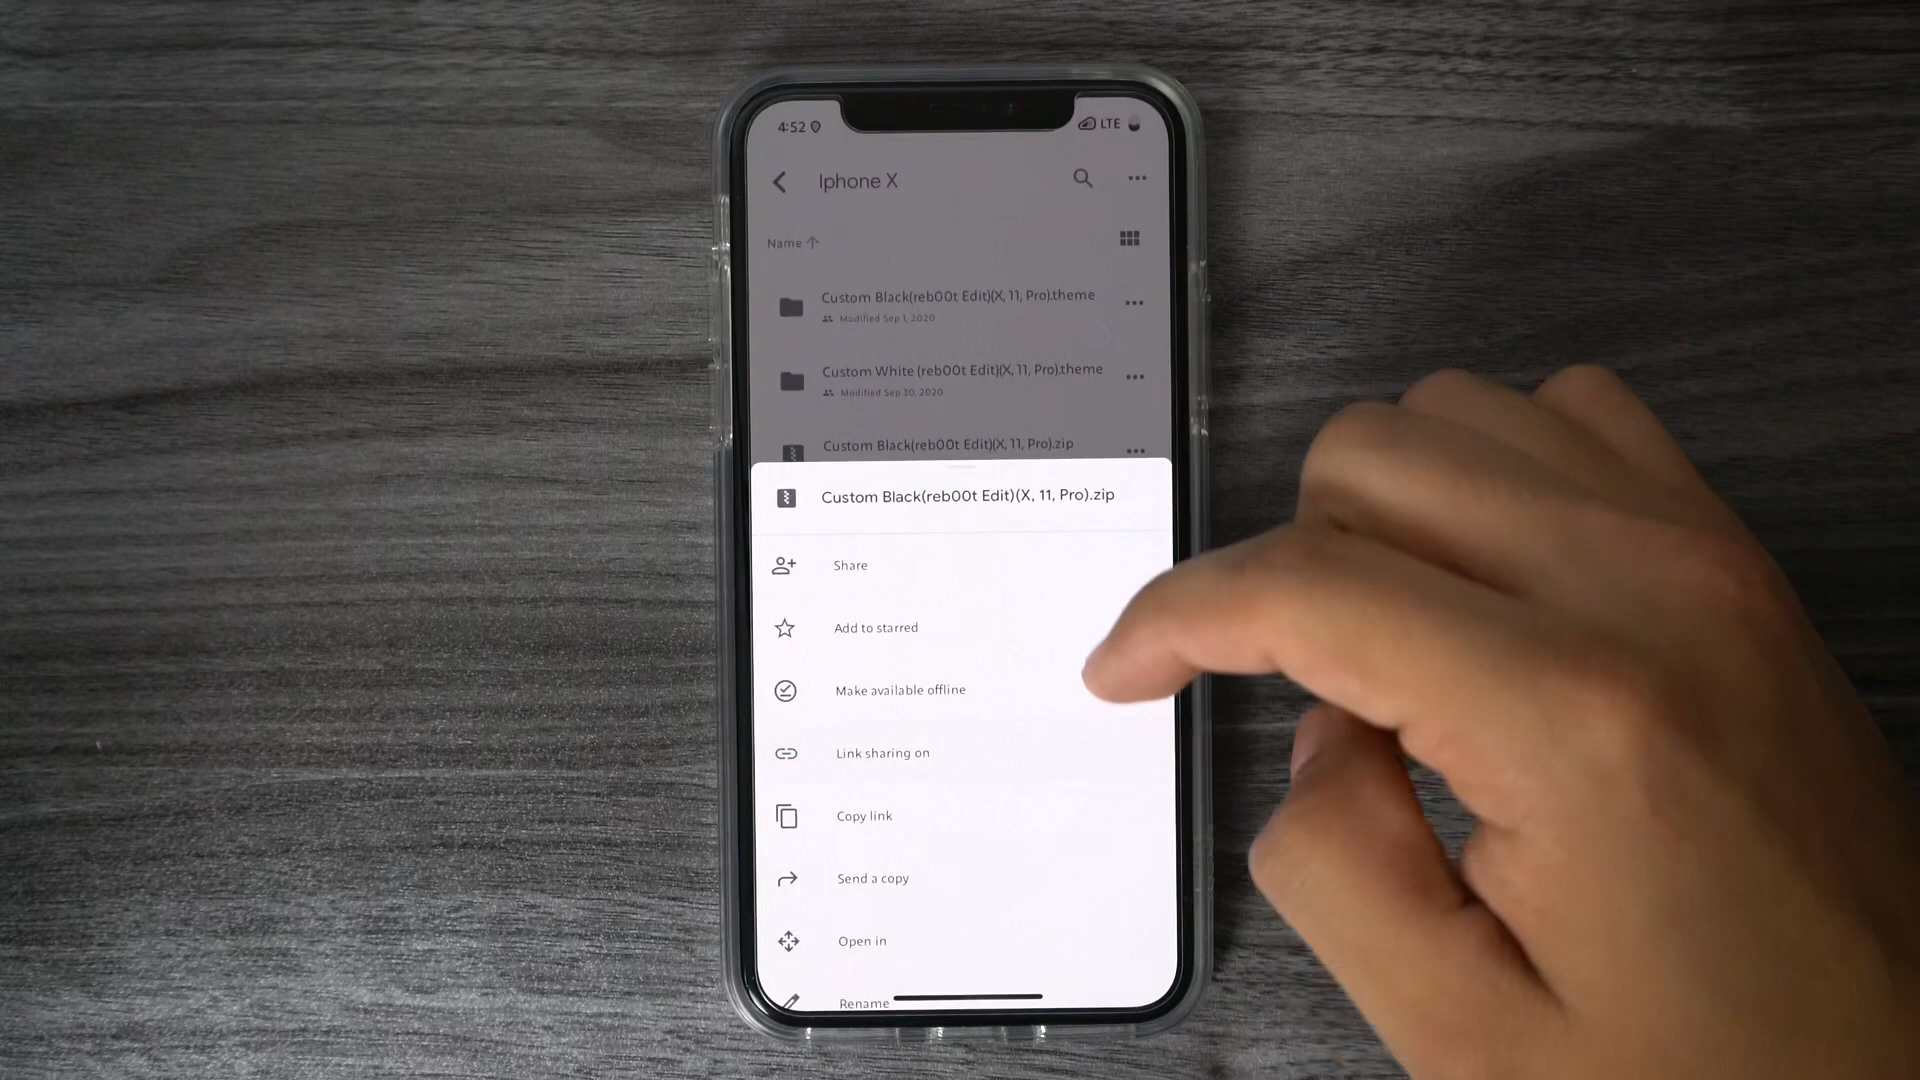 4:52 LTE
Iphone X
Name
Custom Black(reb00t Edit)(X, 11, Pro).theme
Modified Sep 1, 2020
Custom White (reb00t Edit)(X, 11, Pro).theme
Modified Sep 30, 2020
Custom Black(reb00t Edit)(X, 11, Pro).zip
Custom Black(reb00t Edit)(X, 11, Pro).zip
Share
Add to starred
Make available offline
Link sharing on
Copy link
Send a copy
Open in
Rename